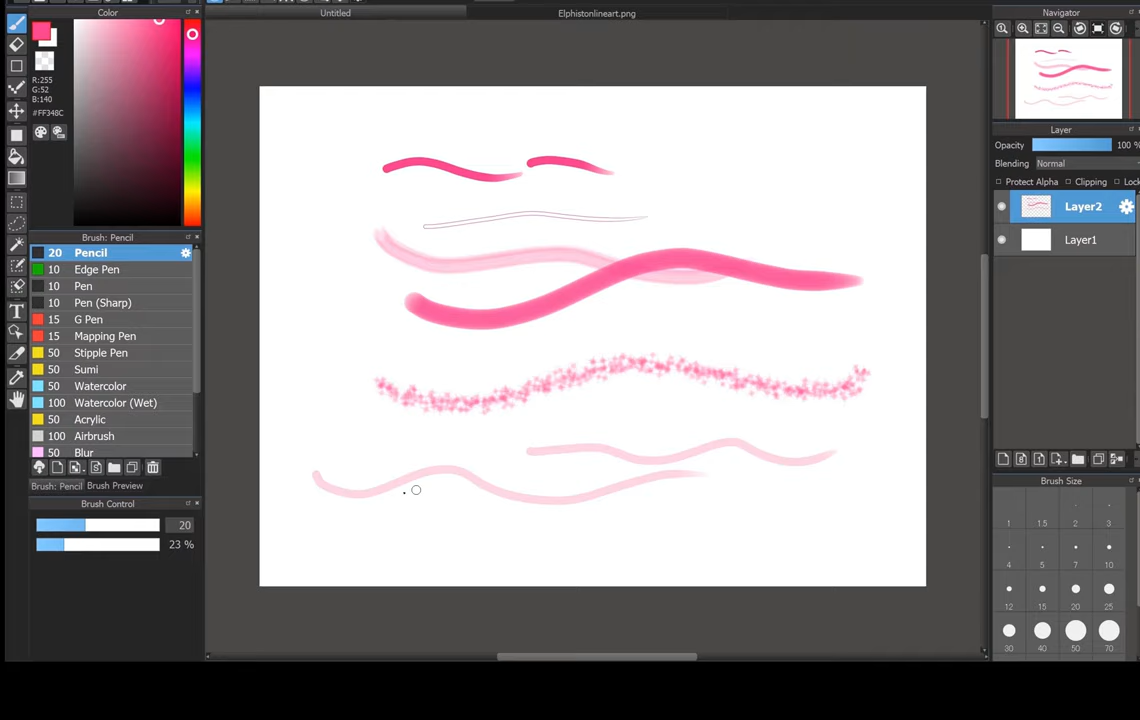 Untitled
Elphistonlineart.png
Color
R:255
G:52
B:140
#FF348C
Brush: Pencil
20 Pencil
10 Edge Pen
10 Pen
10 Pen (Sharp)
15 G Pen
15 Mapping Pen
50 Stipple Pen
50 Sumi
50 Watercolor
100 Watercolor (Wet)
50 Acrylic
100 Airbrush
50 Blur
Brush: Pencil
Brush Preview
Brush Control
20
23 %
Navigator
Layer
Opacity
100 %
Blending
Normal
Protect Alpha
Clipping
Lock
Layer2
Layer1
Brush Size
1 1.5 2 3
4 5 7 10
12 15 20 25
30 40 50 70